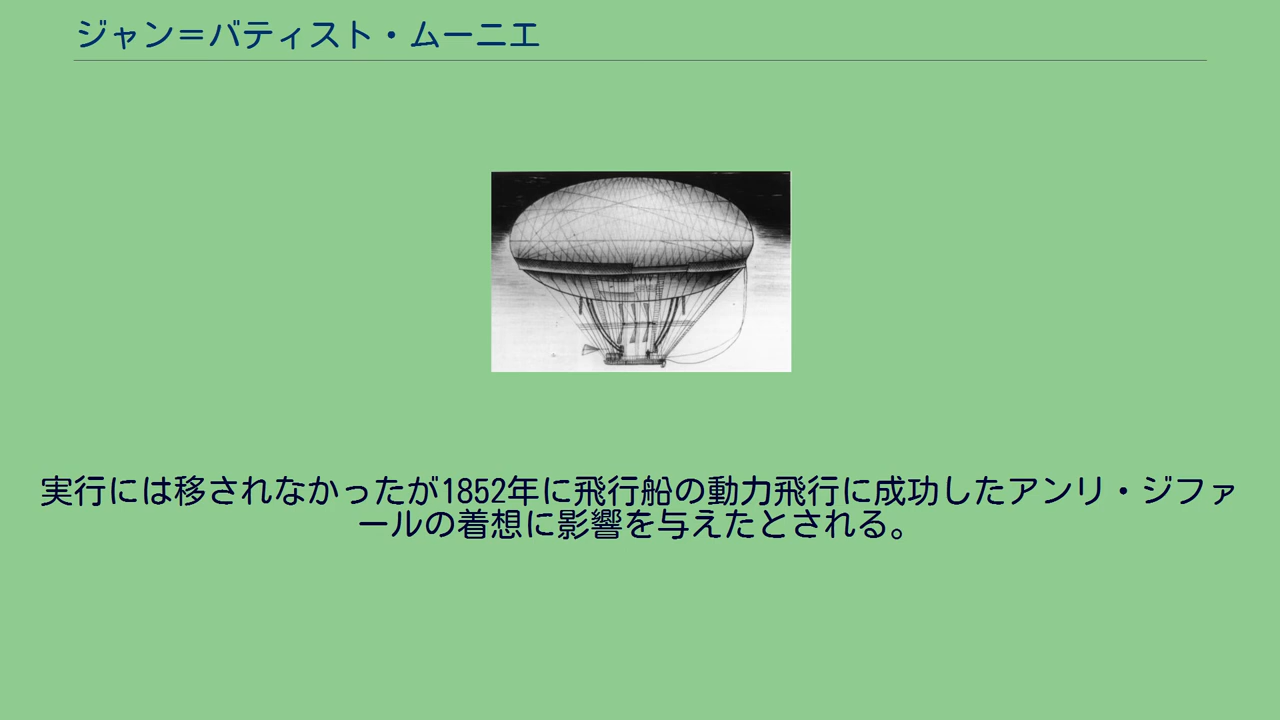 ジャン＝バティスト・ムーニエ
実行には移されなかったが1852年に飛行船の動力飛行に成功したアンリ・ジファ
ールの着想に影響を与えたとされる。